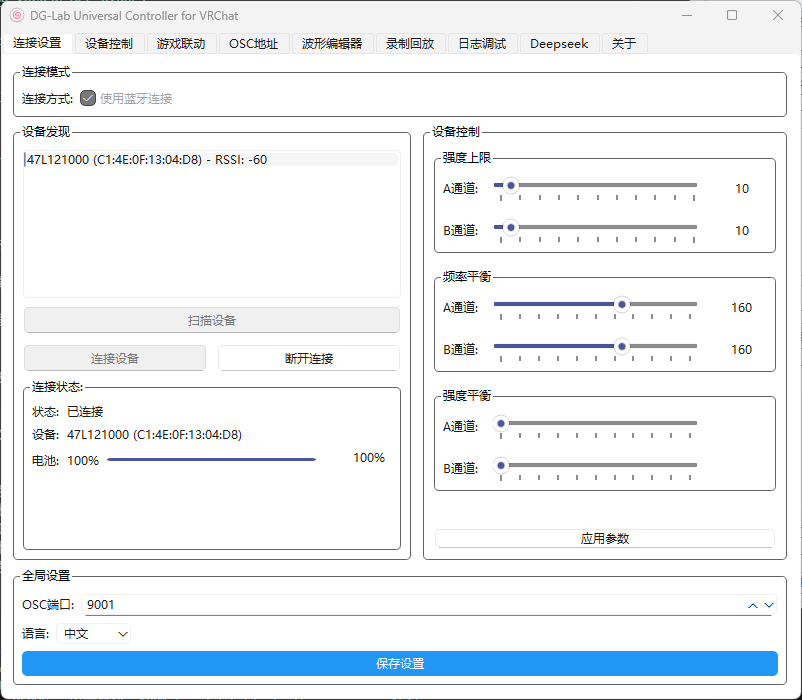 DG-Lab Universal Controller for VRChat
连接设置 设备控制 游戏联动 OSC地址 波形编辑器 录制回放 日志调试 Deepseek 关于
连接模式
连接方式: 使用蓝牙连接
设备发现
47L121000 (C1:4E:0F:13:04:D8) - RSSI: -60
扫描设备
连接设备 断开连接
连接状态:
状态: 已连接
设备: 47L121000 (C1:4E:0F:13:04:D8)
电池: 100% 100%
设备控制
强度上限
A通道: 10
B通道: 10
频率平衡
A通道: 160
B通道: 160
强度平衡
A通道:
B通道:
应用参数
全局设置
OSC端口: 9001
语言: 中文
保存设置